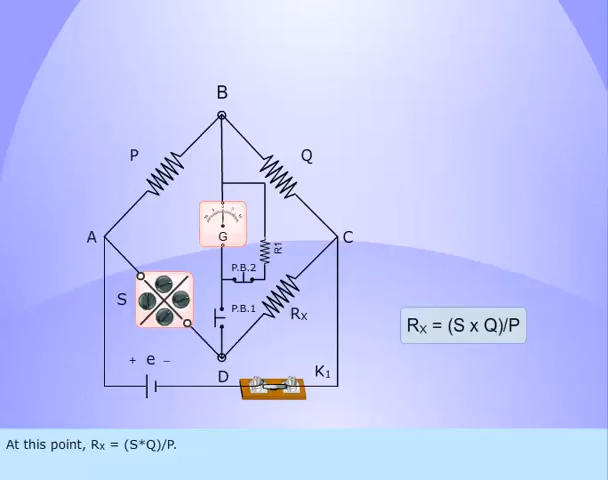 B
P
Q
A
G
C
R1
P.B.2
S
P.B.1
Rx
Rx = (S x Q)/P
+ e –
D
K1
At this point, Rx = (S*Q)/P.